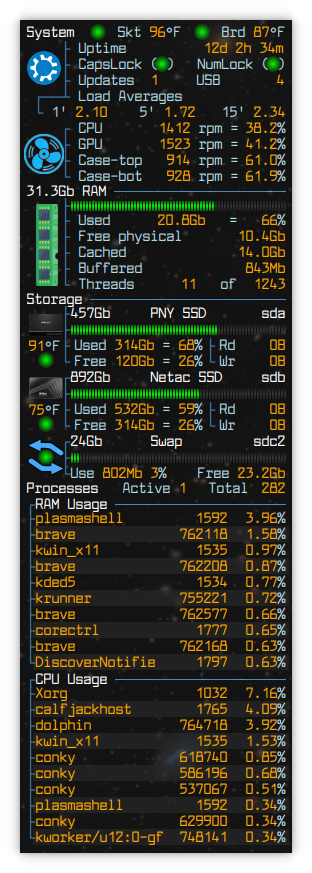 System Skt 96°F Brd 87°F
Uptime 12d 2h 34m
CapsLock ( ) NumLock ( )
Updates 1 USB 4
Load Averages
1' 2.10 5' 1.72 15' 2.34
CPU 1412 rpm = 38.2%
GPU 1523 rpm = 41.2%
Case-top 914 rpm = 61.0%
Case-bot 928 rpm = 61.9%
31.3Gb RAM
Used 20.8Gb = 66%
Free physical 10.4Gb
Cached 14.0Gb
Buffered 843Mb
Threads 11 of 1243
Storage
457Gb PNY SSD sda
91°F Used 314Gb = 68% Rd 0B
Free 120Gb = 26% Wr 0B
892Gb Netac SSD sdb
75°F Used 532Gb = 59% Rd 0B
Free 314Gb = 26% Wr 0B
24Gb Swap sdc2
Use 802Mb 3% Free 23.2Gb
Processes Active 1 Total 282
RAM Usage
plasmashell 1592 3.96%
brave 762118 1.58%
kwin_x11 1535 0.97%
brave 762208 0.87%
kded5 1534 0.77%
krunner 755221 0.72%
brave 762577 0.66%
corectrl 1777 0.65%
brave 762168 0.63%
DiscoverNotifie 1797 0.63%
CPU Usage
Xorg 1032 7.16%
calfjackhost 1765 4.09%
dolphin 764718 3.92%
kwin_x11 1535 1.53%
conky 618740 0.85%
conky 586196 0.68%
conky 537067 0.51%
plasmashell 1592 0.34%
conky 629900 0.34%
kworker/u12:0-gf 748141 0.34%